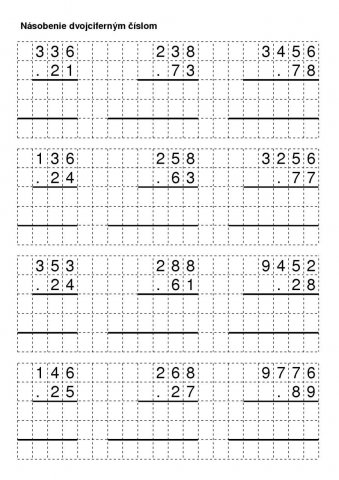 Násobenie dvojciferným číslom
336 238 3456
. 21 . 73 . 78
136 258 3256
. 24 . 63 . 77
353 288 9452
. 24 . 61 . 28
146 268 9776
. 25 . 27 . 89